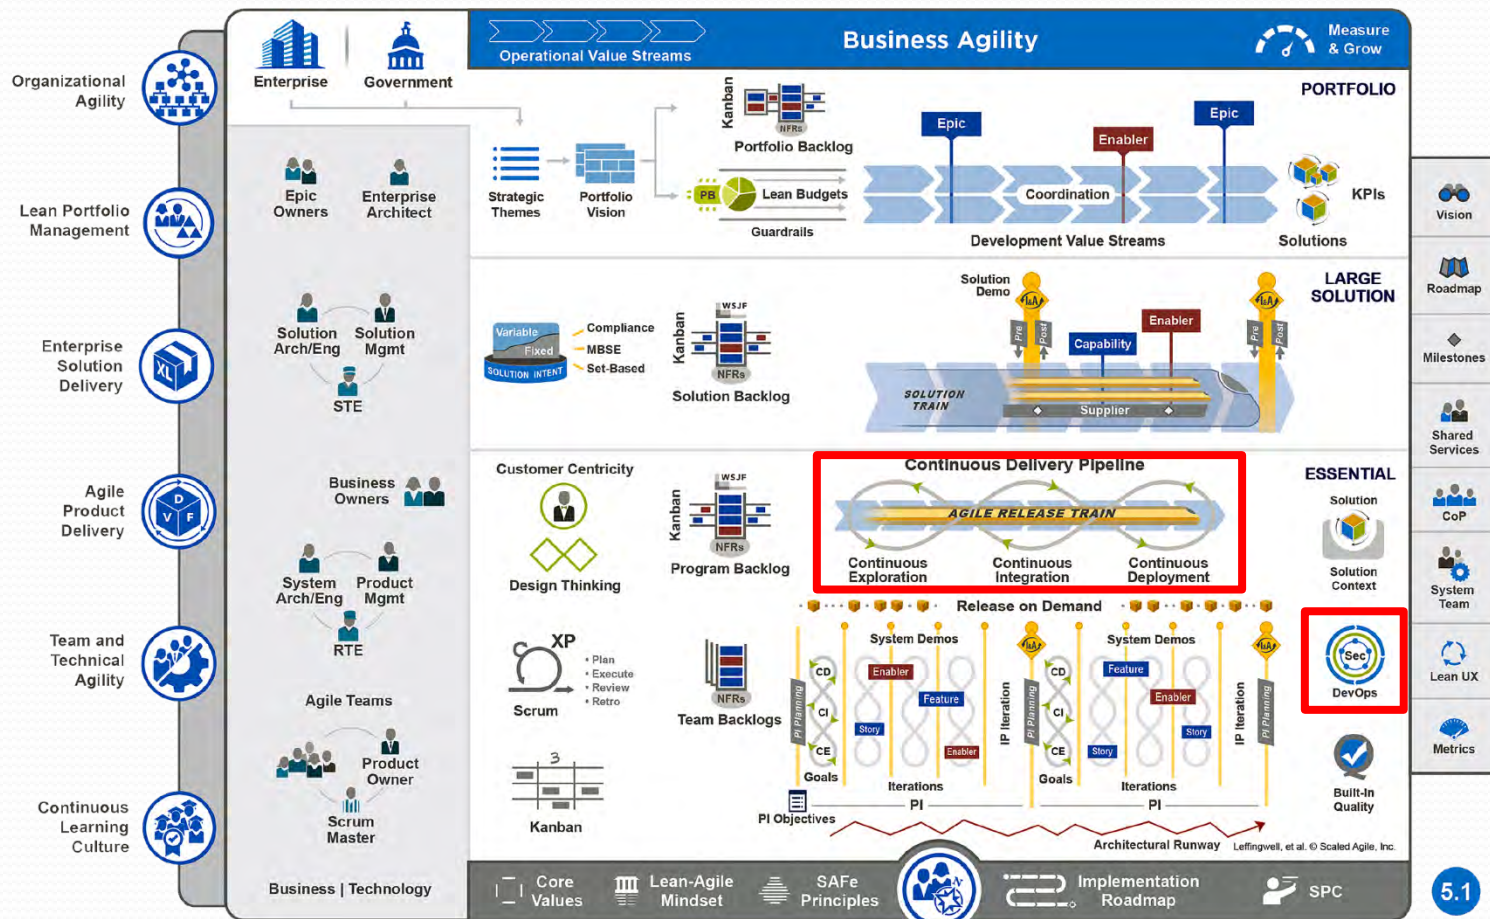 Organizational
Agility
Lean Portfolio
Management
Enterprise
Solution
Delivery
XL
Agile
Product
Delivery
D
V F
Team and
Technical
Agility
Continuous
Learning
Culture
Enterprise
Government
Operational Value Streams
Business Agility
Measure
& Grow
PORTFOLIO
Epic
Owners
Enterprise
Architect
Strategic
Themes
Portfolio
Vision
Kanban
NFRs
Portfolio Backlog
PB
Lean Budgets
Guardrails
Epic
Enabler
Epic
Coordination
Development Value Streams
KPIs
Solutions
LARGE
SOLUTION
Solution
Arch/Eng
Solution
Mgmt
STE
Variable
Fixed
SOLUTION INTENT
Compliance
MBSE
Set-Based
WSJF
Kanban
NFRs
Solution Backlog
Solution
Demo
I&A
Pre
Post
Capability
Enabler
I&A
Pre
Post
SOLUTION
TRAIN
Supplier
ESSENTIAL
Business
Owners
System
Arch/Eng
Product
Mgmt
RTE
Agile Teams
Product
Owner
Scrum
Master
Business | Technology
Customer Centricity
Design Thinking
XP
• Plan
• Execute
• Review
• Retro
Scrum
3
Kanban
WSJF
Kanban
NFRs
Program Backlog
NFRs
Team Backlogs
Continuous Delivery Pipeline
AGILE RELEASE TRAIN
Continuous
Exploration
Continuous
Integration
Continuous
Deployment
Release on Demand
System Demos
System Demos
I&A
I&A
PI Planning
CD
CI
CE
Goals
Enabler
Feature
Story
Enabler
Iterations
IP Iteration
PI Planning
CD
CI
CE
Goals
Feature
Enabler
Story
Story
Iterations
IP Iteration
PI Planning
PI
PI
PI Objectives
Architectural Runway
Leffingwell, et al. © Scaled Agile, Inc.
Solution
Solution
Context
Sec
DevOps
Built-In
Quality
Vision
Roadmap
Milestones
Shared
Services
CoP
System
Team
Lean UX
Metrics
Core
Values
Lean-Agile
Mindset
SAFe
Principles
N
Implementation
Roadmap
SPC
5.1